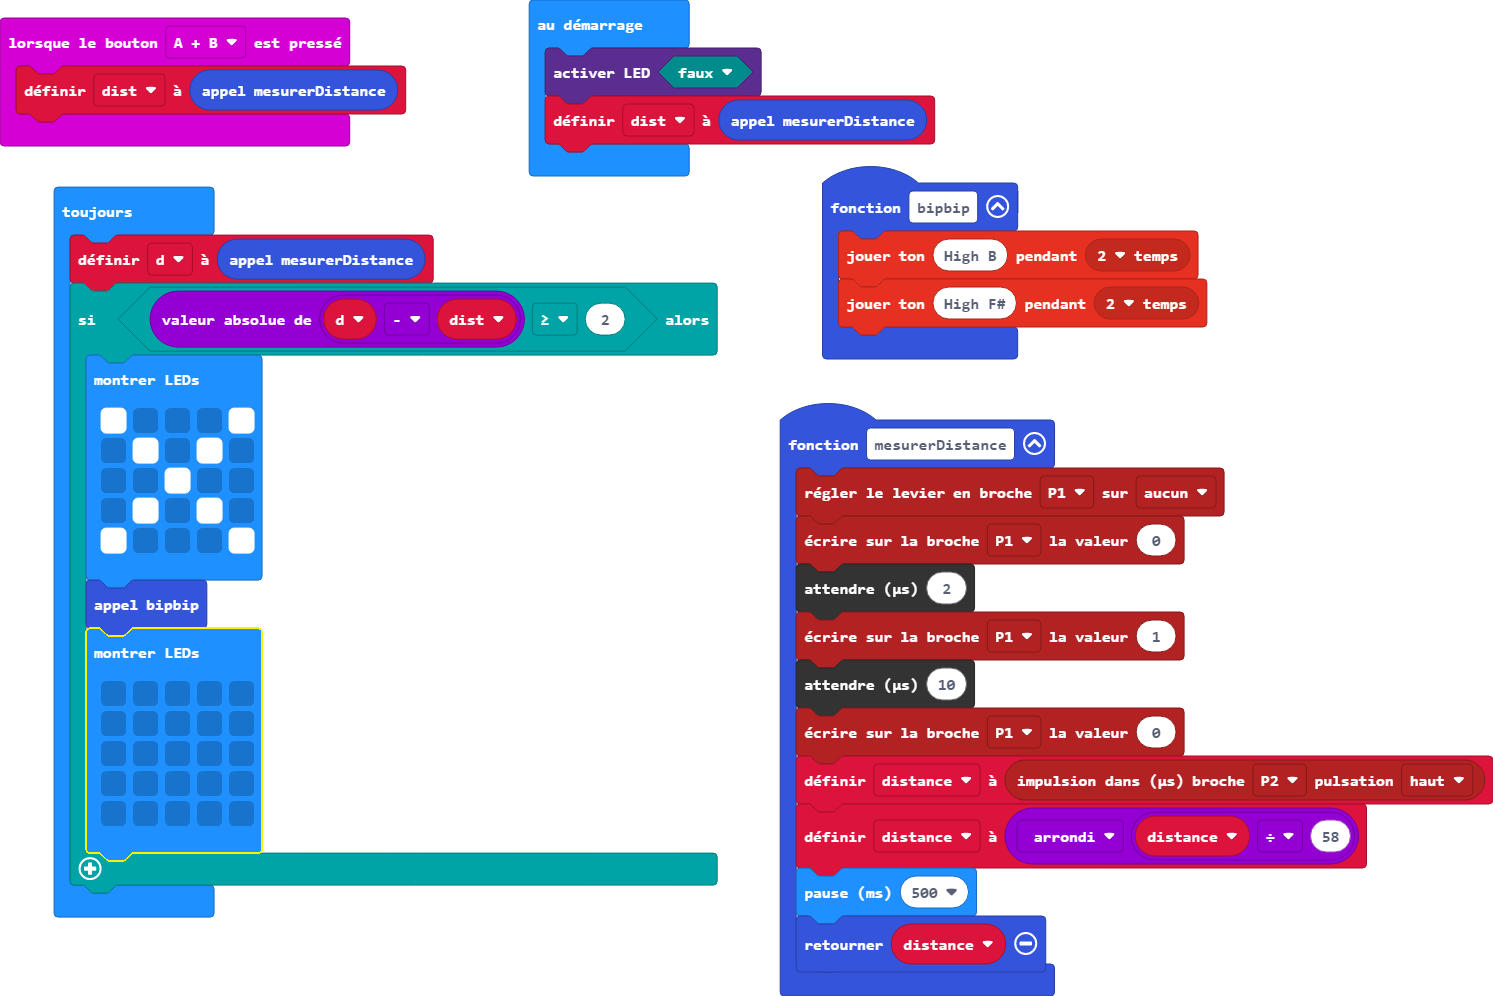 lorsque le bouton A + B est pressé
définir dist à appel mesurerDistance
au démarrage
activer LED faux
définir dist à appel mesurerDistance
toujours
définir d à appel mesurerDistance
si valeur absolue de d - dist ≥ 2 alors
montrer LEDs
appel bipbip
montrer LEDs
fonction bipbip
jouer ton High B pendant 2 temps
jouer ton High F# pendant 2 temps
fonction mesurerDistance
régler le levier en broche P1 sur aucun
écrire sur la broche P1 la valeur 0
attendre (µs) 2
écrire sur la broche P1 la valeur 1
attendre (µs) 10
écrire sur la broche P1 la valeur 0
définir distance à impulsion dans (µs) broche P2 pulsation haut
définir distance à arrondi distance ÷ 58
pause (ms) 500
retourner distance